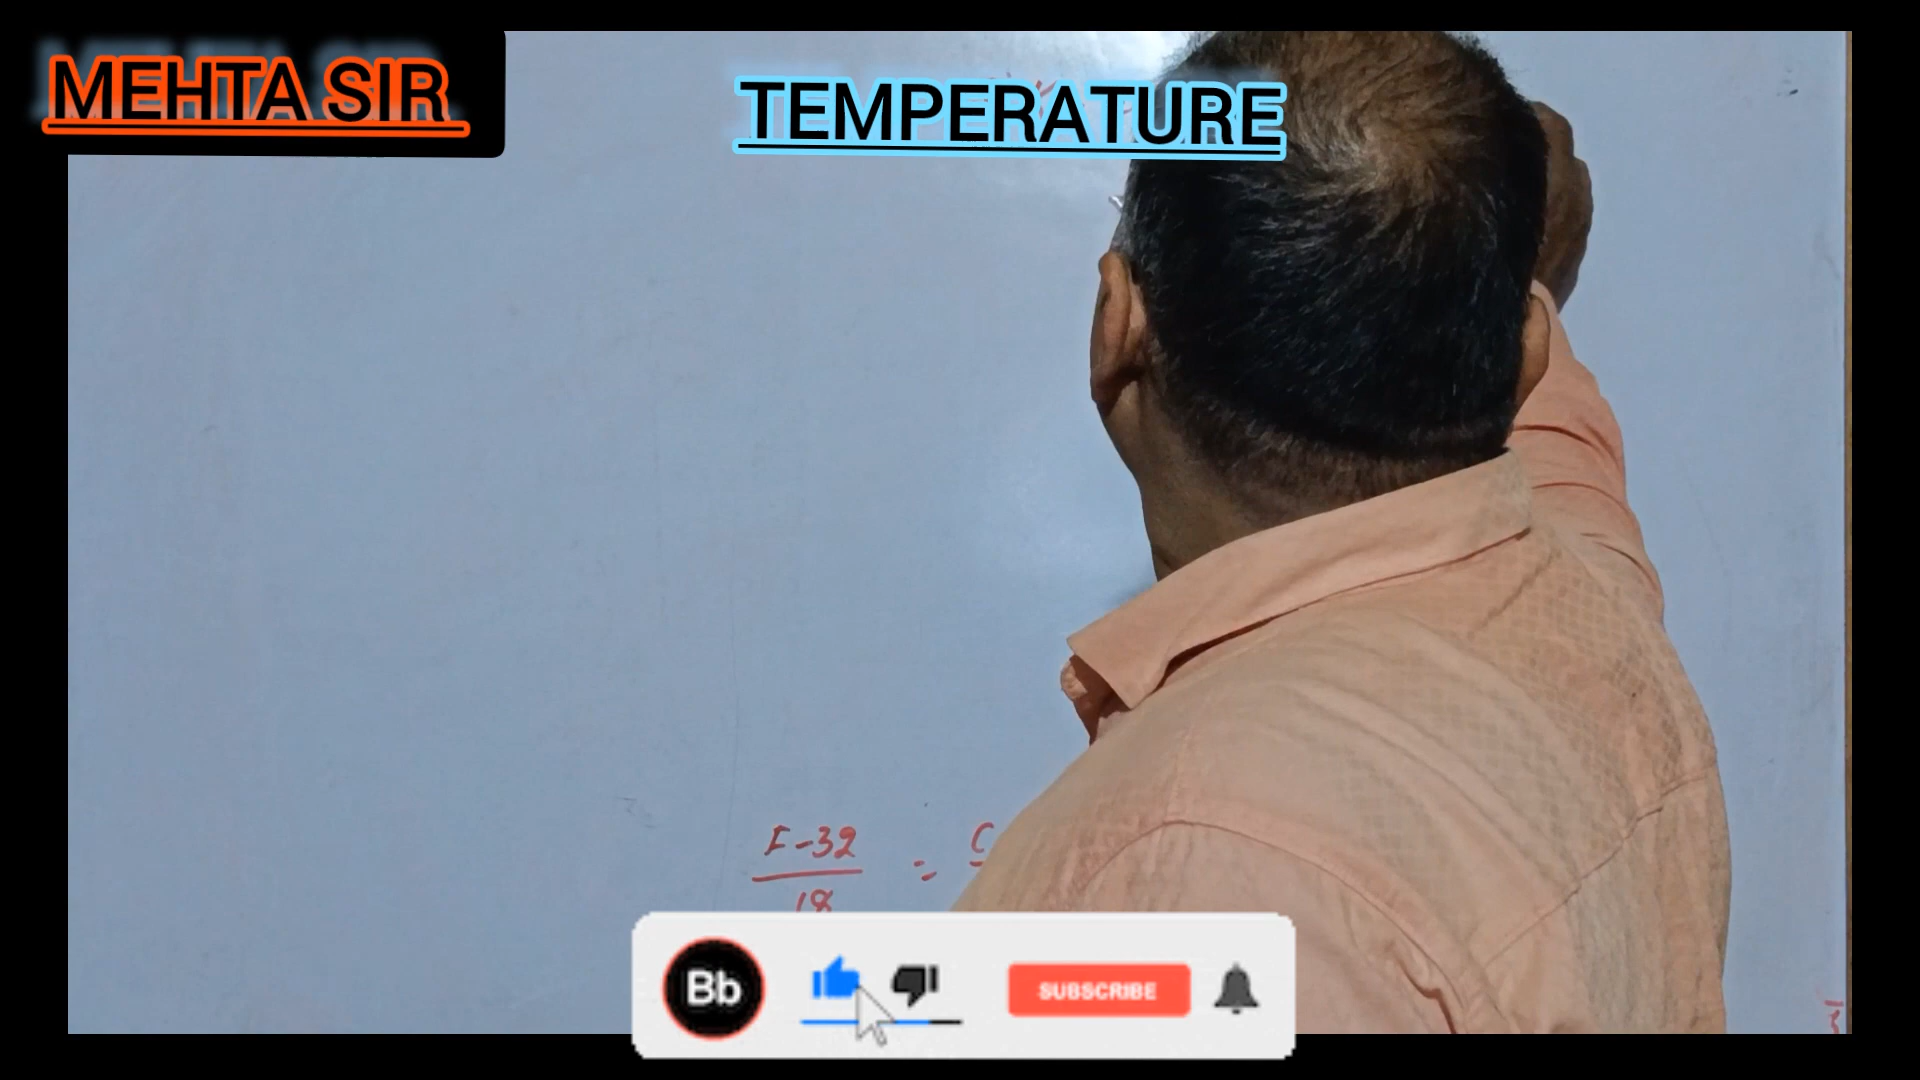 MEHTA SIR
TEMPERATURE
F-32 = C
18
Bb SUBSCRIBE